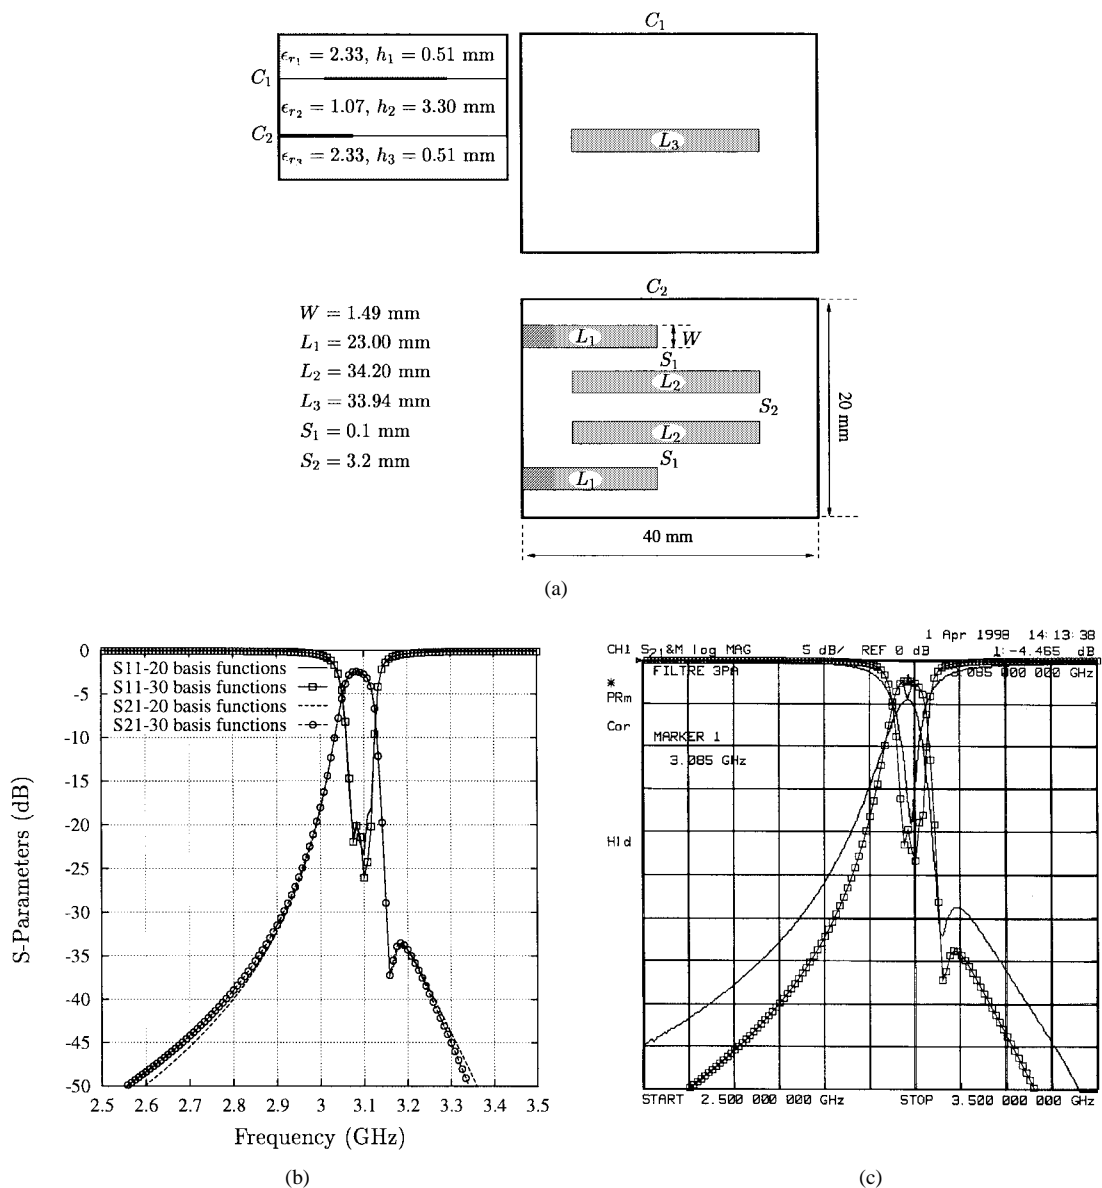 C₁
ϵr₁ = 2.33, h₁ = 0.51 mm
C₁
ϵr₂ = 1.07, h₂ = 3.30 mm
C₂
ϵr₃ = 2.33, h₃ = 0.51 mm
L₃
C₂
W = 1.49 mm
L₁ = 23.00 mm
L₂ = 34.20 mm
L₃ = 33.94 mm
S₁ = 0.1 mm
S₂ = 3.2 mm
L₁
W
S₁
L₂
S₂
L₂
S₁
L₁
20 mm
40 mm
(a)
S-Parameters (dB)
0
-5
-10
-15
-20
-25
-30
-35
-40
-45
-50
S11-20 basis functions
S11-30 basis functions
S21-20 basis functions
S21-30 basis functions
2.5 2.6 2.7 2.8 2.9 3 3.1 3.2 3.3 3.4 3.5
Frequency (GHz)
(b)
1 Apr 1998 14:13:38
CH1 S21&M log MAG 5 dB/ REF 0 dB 1:-4.465 dB
FILTRE 3PA 3.085 000 000 GHz
*
PRm
Cor
MARKER 1
3.085 GHz
Hld
START 2.500 000 000 GHz STOP 3.500 000 000 GHz
(c)